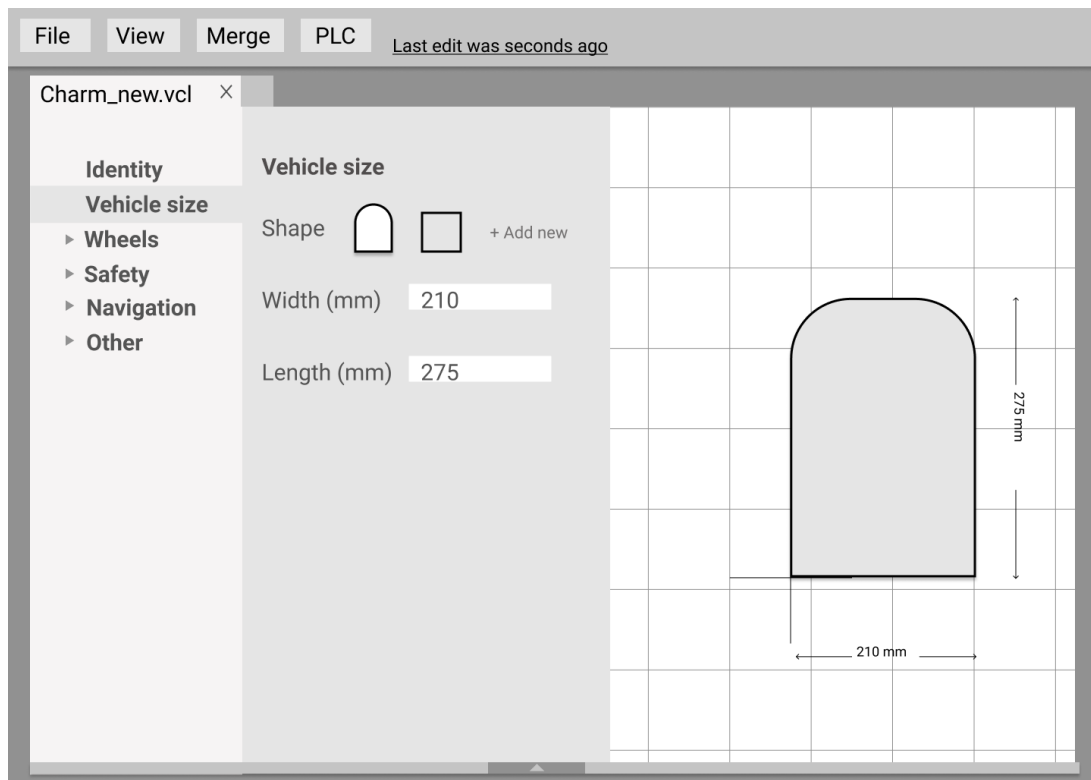 File View Merge PLC Last edit was seconds ago
Charm_new.vcl X
Identity
Vehicle size
Wheels
Safety
Navigation
Other
Vehicle size
Shape + Add new
Width (mm) 210
Length (mm) 275
275 mm
210 mm